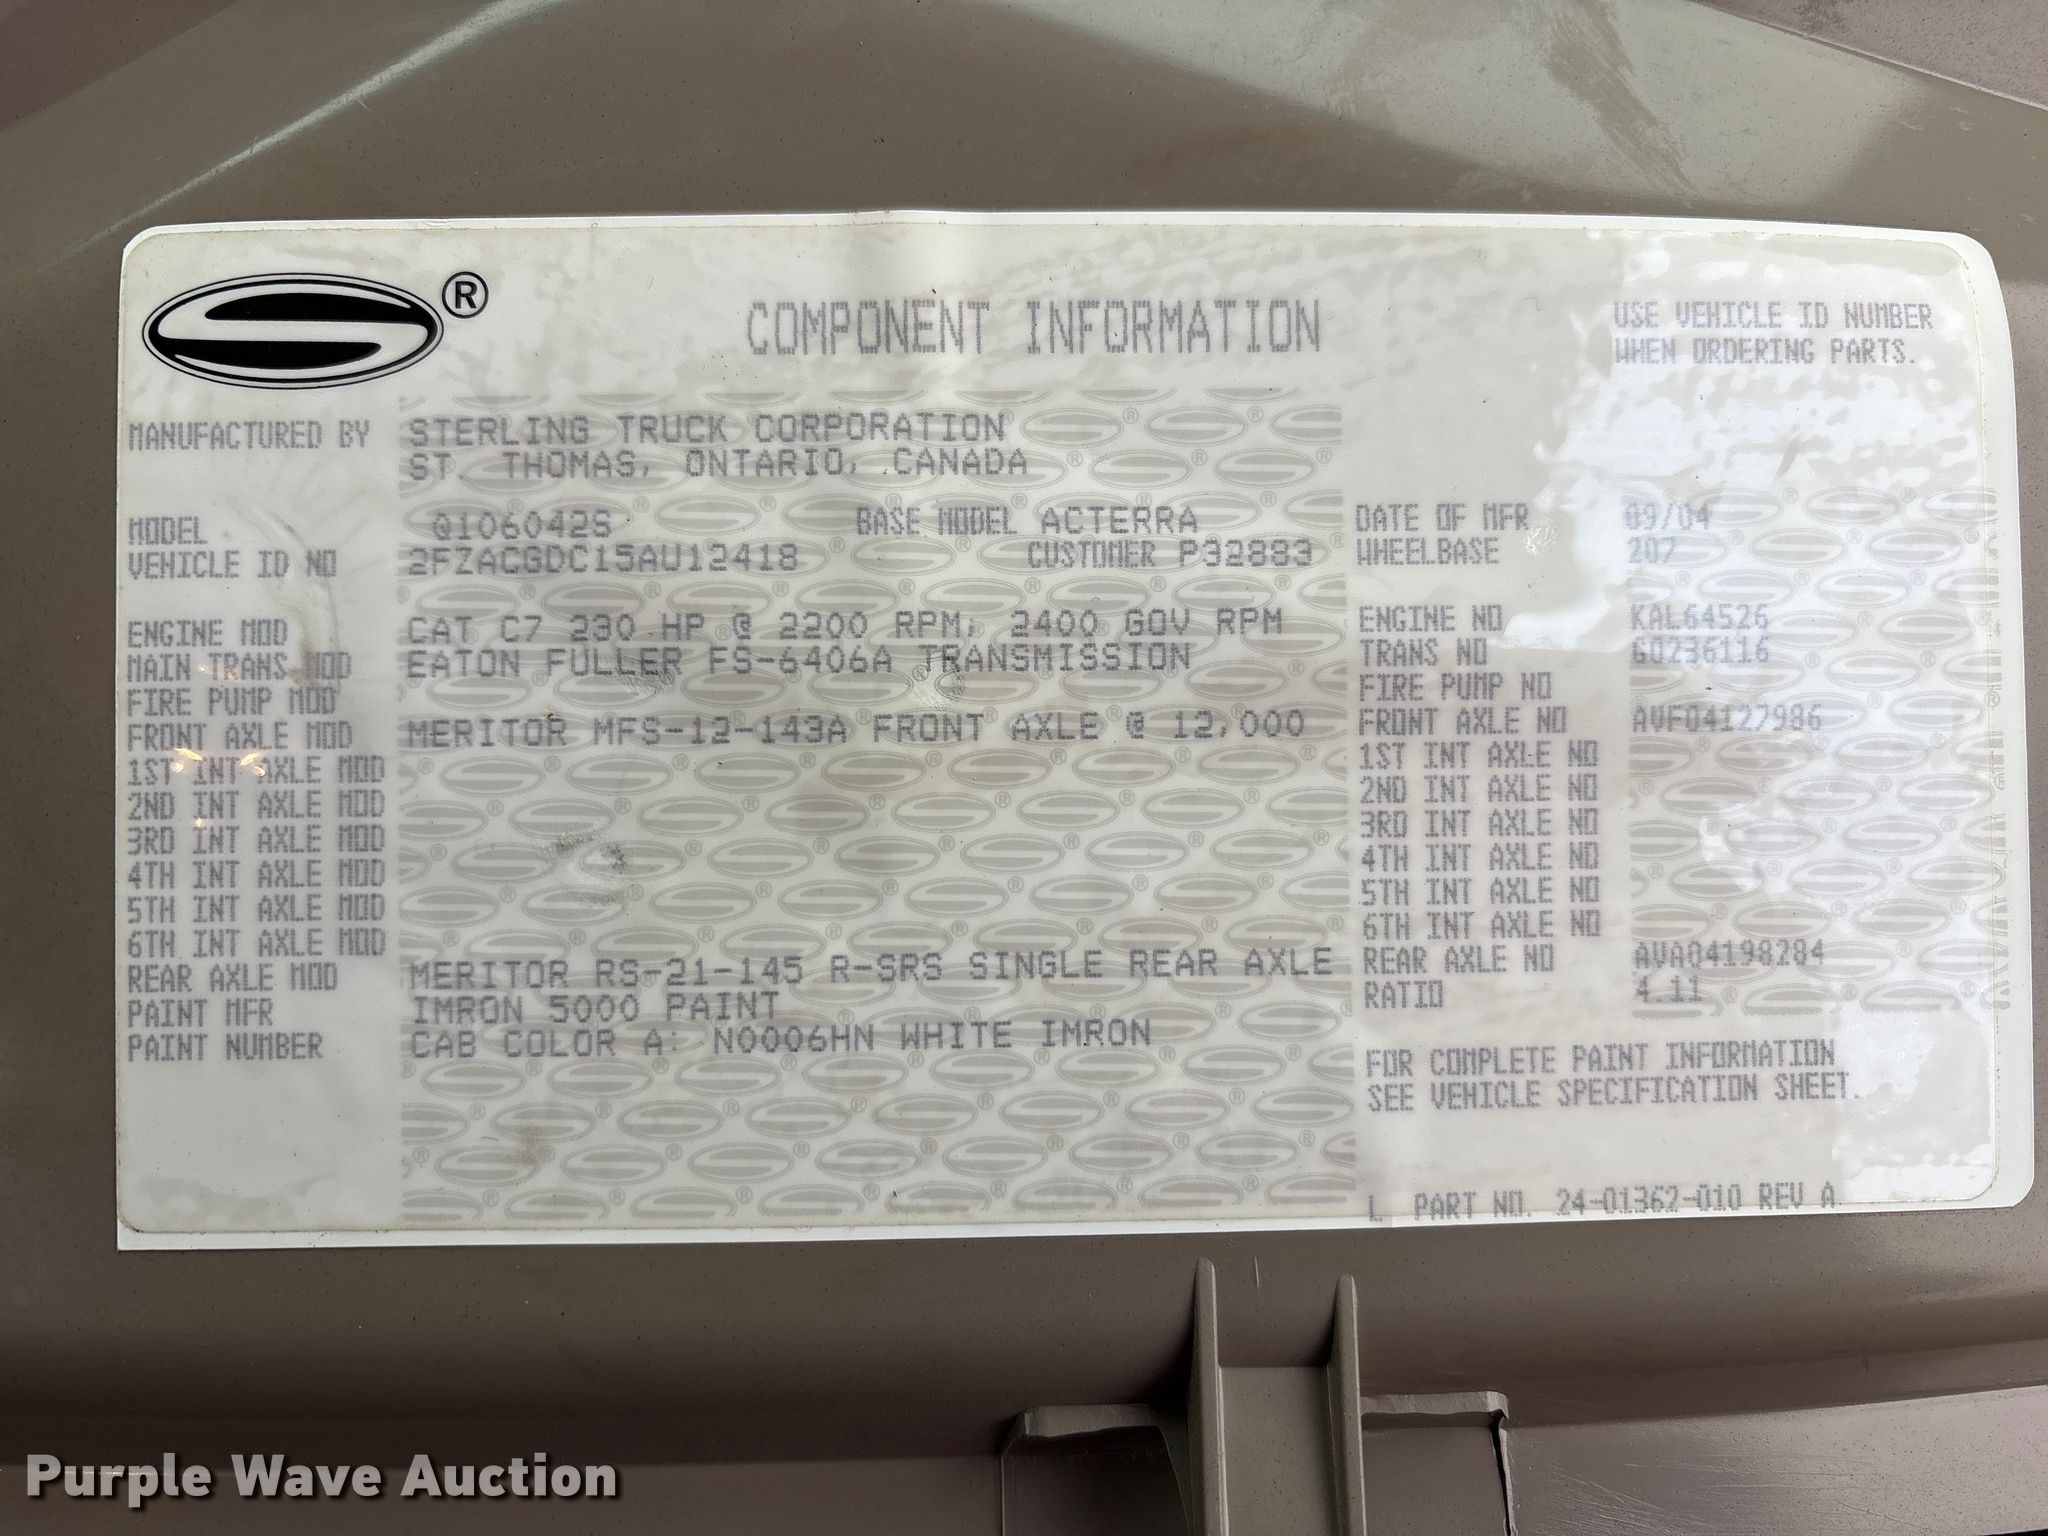 ®
COMPONENT INFORMATION
USE VEHICLE ID NUMBER
WHEN ORDERING PARTS.
MANUFACTURED BY STERLING TRUCK CORPORATION
ST. THOMAS, ONTARIO, CANADA
MODEL Q106042S BASE MODEL ACTERRA DATE OF MFR 09/04
VEHICLE ID NO 2FZACGDC15AU12418 CUSTOMER P32883 WHEELBASE 207
ENGINE MOD CAT C7 230 HP @ 2200 RPM, 2400 GOV RPM ENGINE NO KAL64526
MAIN TRANS MOD EATON FULLER FS-6406A TRANSMISSION TRANS NO G0236116
FIRE PUMP MOD FIRE PUMP NO
FRONT AXLE MOD MERITOR MFS-12-143A FRONT AXLE @ 12,000 FRONT AXLE NO AVF04127986
1ST INT AXLE MOD 1ST INT AXLE NO
2ND INT AXLE MOD 2ND INT AXLE NO
3RD INT AXLE MOD 3RD INT AXLE NO
4TH INT AXLE MOD 4TH INT AXLE NO
5TH INT AXLE MOD 5TH INT AXLE NO
6TH INT AXLE MOD 6TH INT AXLE NO
REAR AXLE MOD MERITOR RS-21-145 R-SRS SINGLE REAR AXLE REAR AXLE NO AVA04198284
PAINT MFR IMRON 5000 PAINT RATIO 4.11
PAINT NUMBER CAB COLOR A: N0006HN WHITE IMRON
FOR COMPLETE PAINT INFORMATION
SEE VEHICLE SPECIFICATION SHEET.
L PART NO. 24-01362-010 REV A
Purple Wave Auction